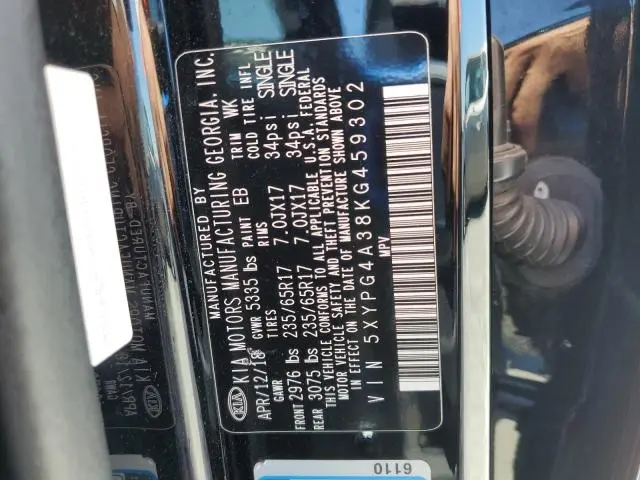 MANUFACTURED BY
KIA KIA MOTORS MANUFACTURING GEORGIA, INC.
APR/12/18 GVWR 5335 lbs PAINT EB TRIM WK
GAWR TIRES RIMS COLD TIRE INFL
FRONT 2976 lbs 235/65R17 7.0JX17 34psi SINGLE
REAR 3075 lbs 235/65R17 7.0JX17 34psi SINGLE
THIS VEHICLE CONFORMS TO ALL APPLICABLE U.S.A. FEDERAL
MOTOR VEHICLE SAFETY AND THEFT PREVENTION STANDARDS
IN EFFECT ON THE DATE OF MANUFACTURE SHOWN ABOVE.
VIN 5XYPG4A38KG459302
MPV
6110